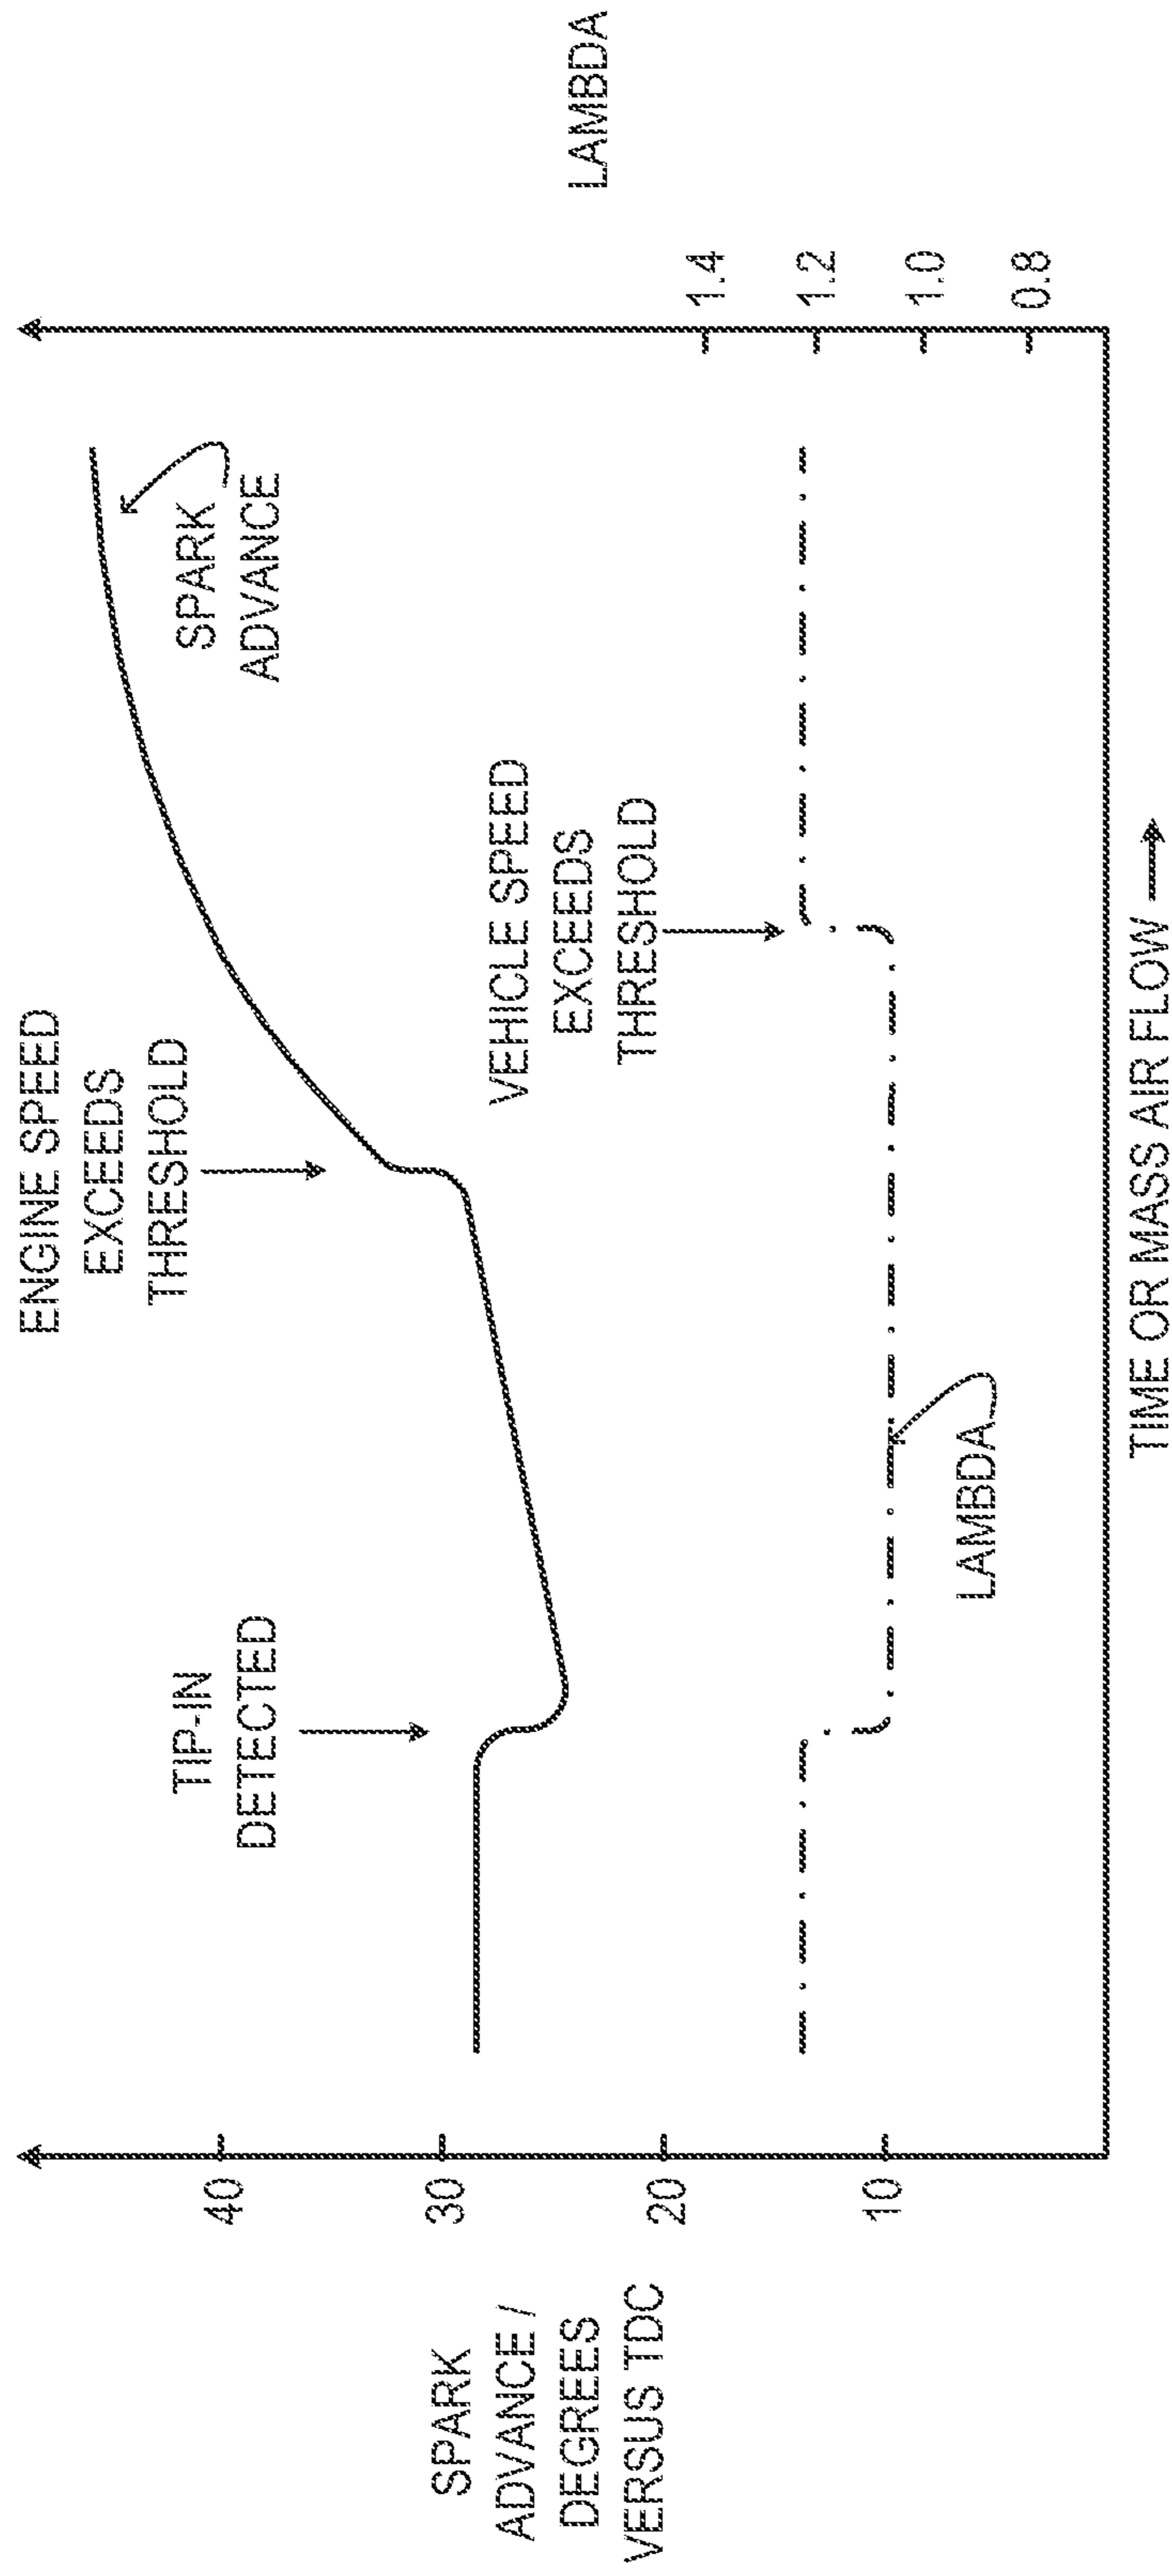 SPARK
ADVANCE /
DEGREES
VERSUS TDC
40
30
20
10
TIP-IN
DETECTED
ENGINE SPEED
EXCEEDS
THRESHOLD
SPARK
ADVANCE
VEHICLE SPEED
EXCEEDS
THRESHOLD
LAMBDA
LAMBDA
1.4
1.2
1.0
0.8
TIME OR MASS AIR FLOW